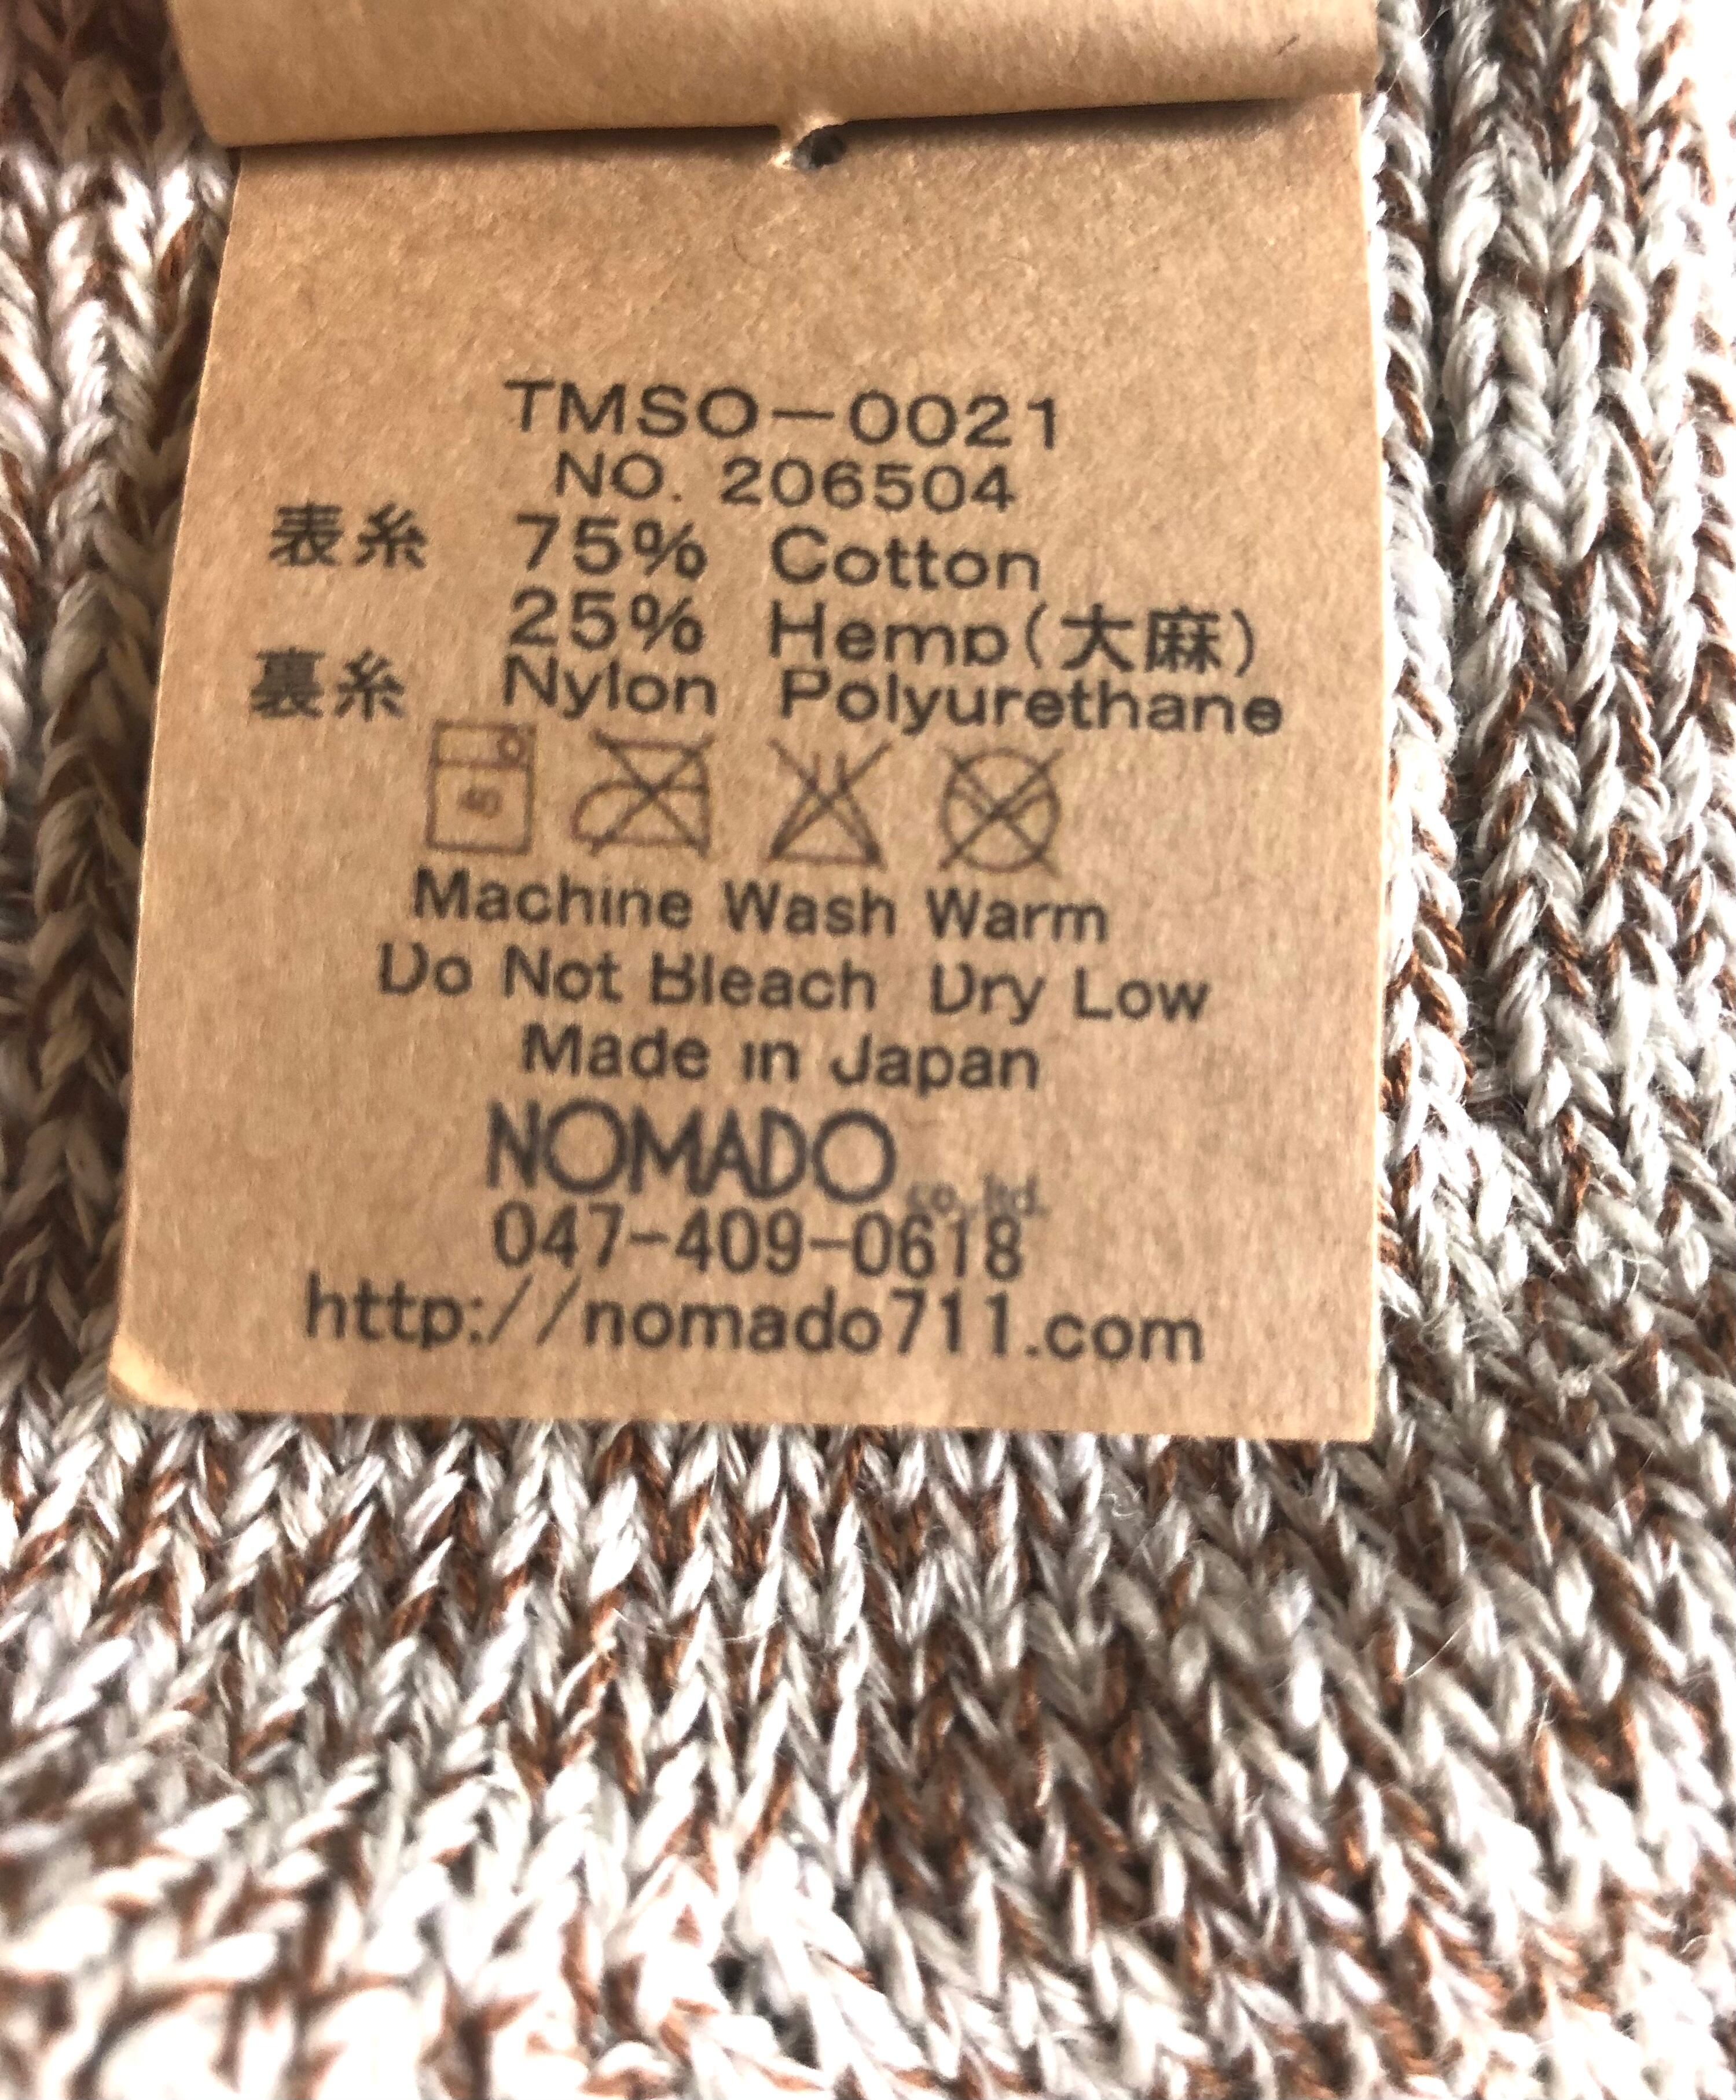 TMSO-0021
NO. 206504
表糸 75% Cotton
25% Hemp(大麻)
裏糸 Nylon Polyurethane
40
Machine Wash Warm
Do Not Bleach Dry Low
Made in Japan
NOMADO co.,ltd.
047-409-0618
http://nomado711.com